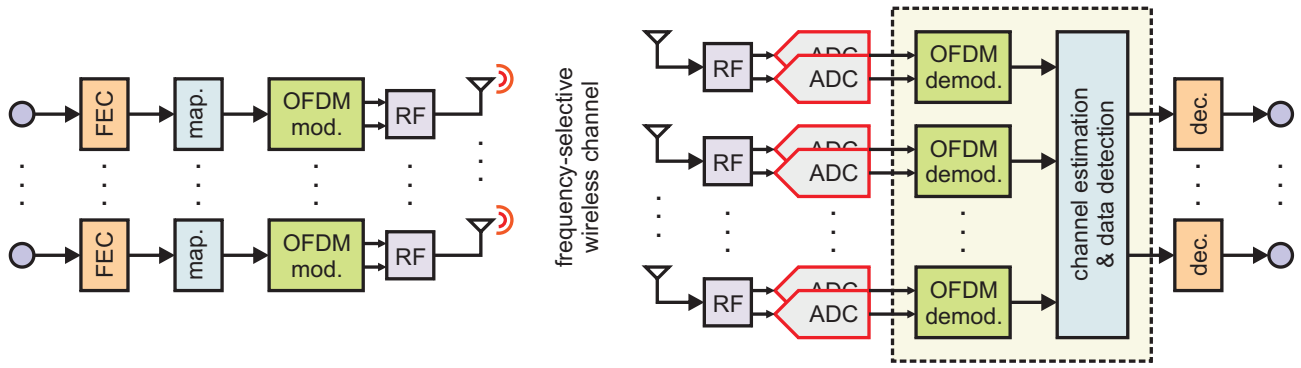 FEC
map.
OFDM
mod.
RF
FEC
map.
OFDM
mod.
RF
frequency-selective
wireless channel
RF
ADC
ADC
OFDM
demod.
RF
ADC
ADC
OFDM
demod.
RF
ADC
ADC
OFDM
demod.
channel estimation
& data detection
dec.
dec.